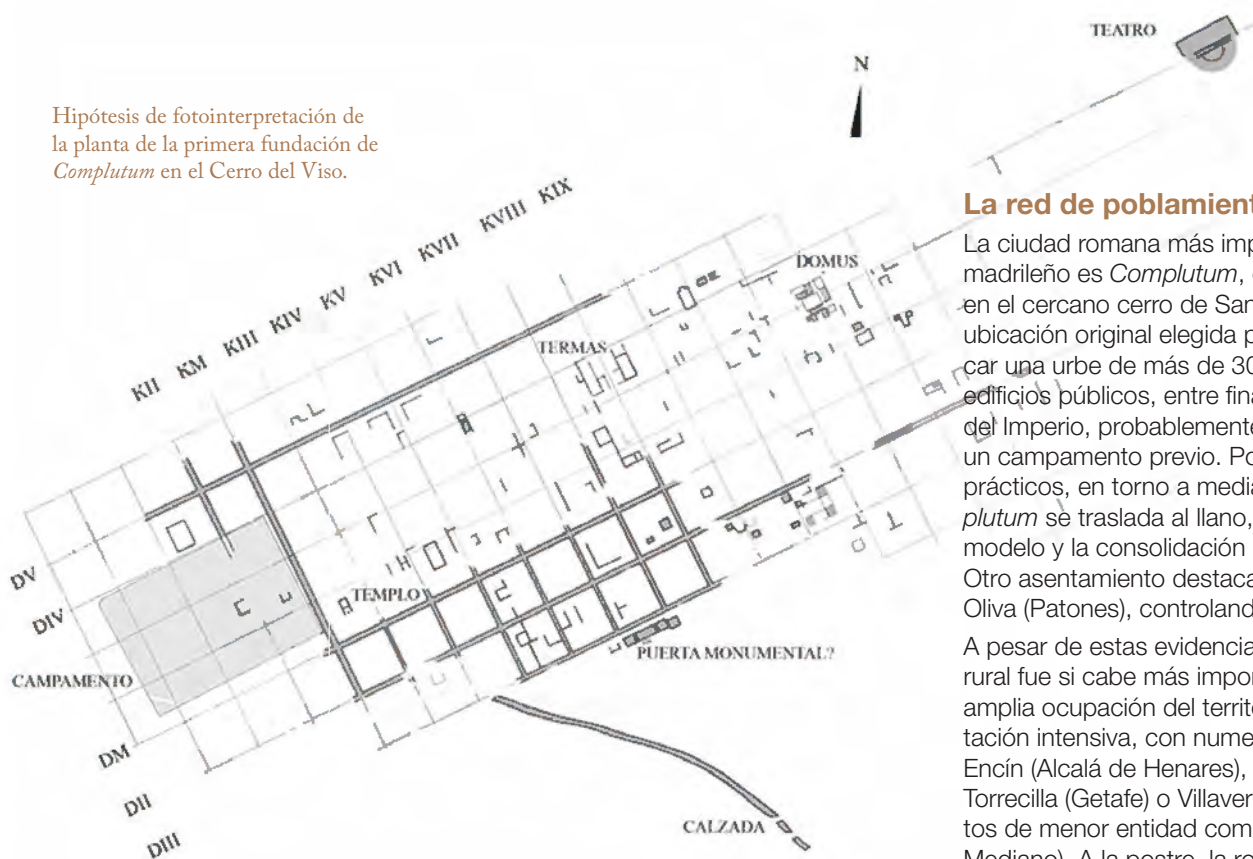 Hipótesis de fotointerpretación de
la planta de la primera fundación de
Complutum en el Cerro del Viso.
TEATRO
N
KII KM KIII KIV KV KVI KVII KVIII KIX
DOMUS
TERMAS
TEMPLO
PUERTA MONUMENTAL?
CAMPAMENTO
CALZADA
DV
DIV
DM
DII
DIII
La red de poblamient
La ciudad romana más imp
madrileño es Complutum,
en el cercano cerro de San
ubicación original elegida p
car una urbe de más de 30
edificios públicos, entre fina
del Imperio, probablemente
un campamento previo. Po
prácticos, en torno a media
plutum se traslada al llano,
modelo y la consolidación
Otro asentamiento destaca
Oliva (Patones), controland
A pesar de estas evidencia
rural fue si cabe más impor
amplia ocupación del territo
tación intensiva, con nume
Encín (Alcalá de Henares),
Torrecilla (Getafe) o Villaver
tos de menor entidad com
Mediano). A la postre, la re